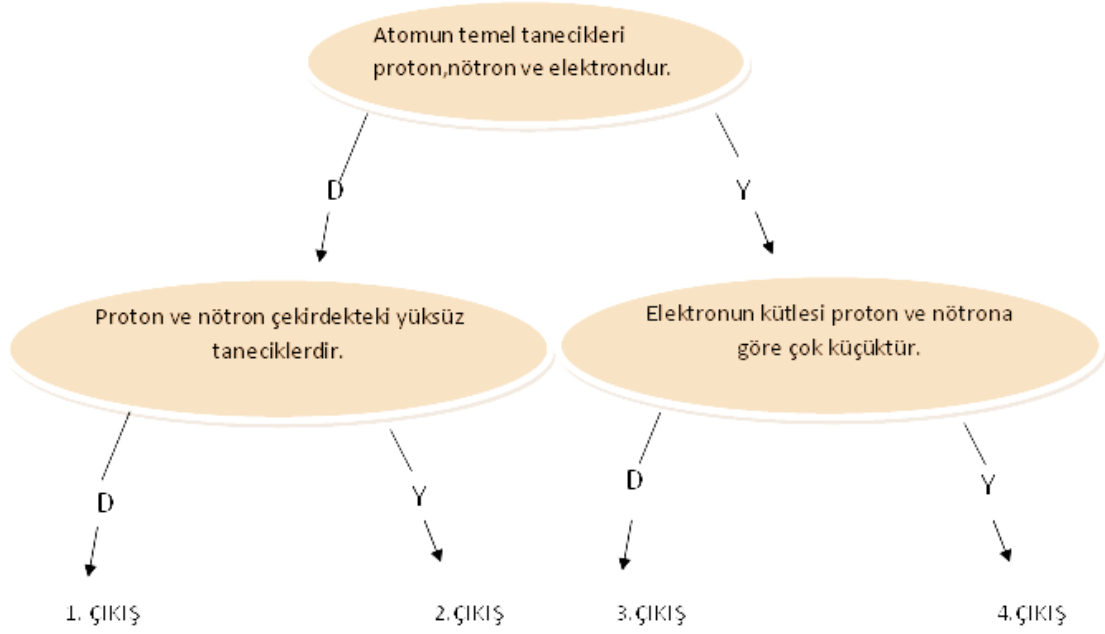 Atomun temel tanecikleri
proton,nötron ve elektrondur.
D
Y
Proton ve nötron çekirdekteki yüksüz
taneciklerdir.
Elektronun kütlesi proton ve nötrona
göre çok küçüktür.
D
Y
D
Y
1. ÇIKIŞ
2.ÇIKIŞ
3.ÇIKIŞ
4.ÇIKIŞ